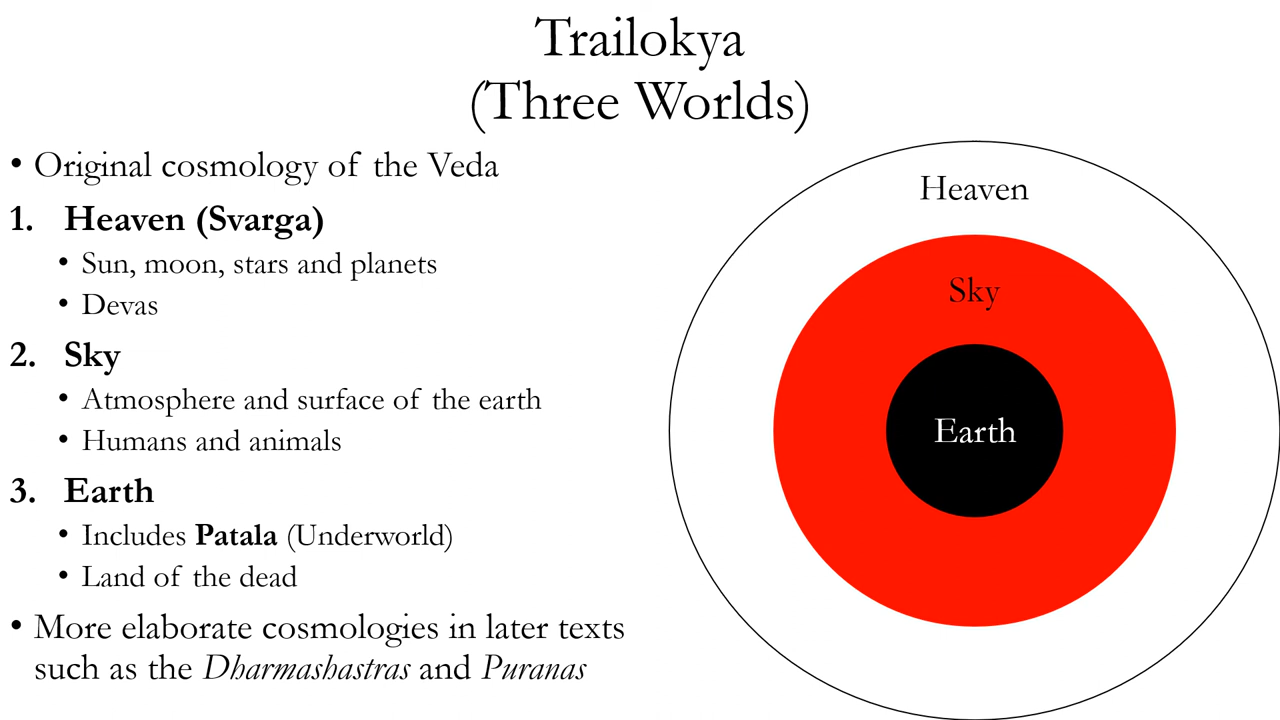 Trailokya
(Three Worlds)
• Original cosmology of the Veda
1. Heaven (Svarga)
• Sun, moon, stars and planets
• Devas
2. Sky
• Atmosphere and surface of the earth
• Humans and animals
3. Earth
• Includes Patala (Underworld)
• Land of the dead
• More elaborate cosmologies in later texts
such as the Dharmashastras and Puranas
Heaven
Sky
Earth